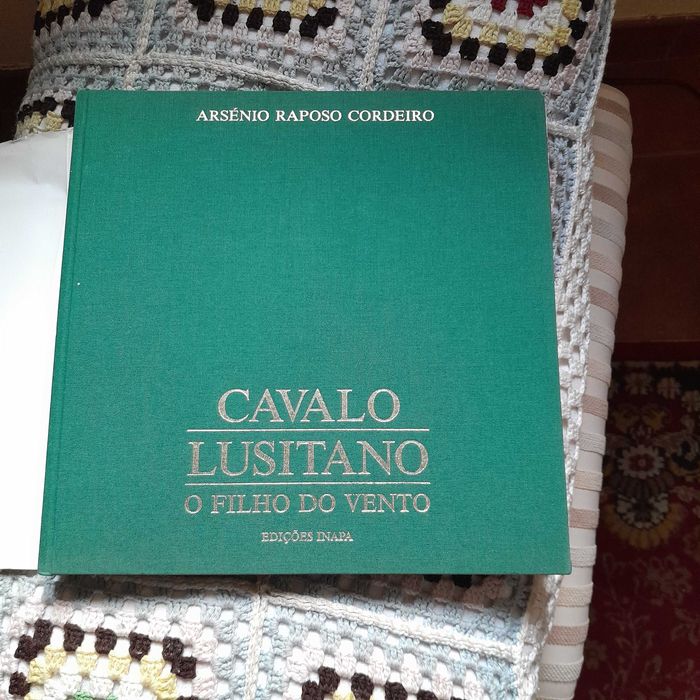 ARSÉNIO RAPOSO CORDEIRO
CAVALO
LUSITANO
O FILHO DO VENTO
EDIÇÕES INAPA